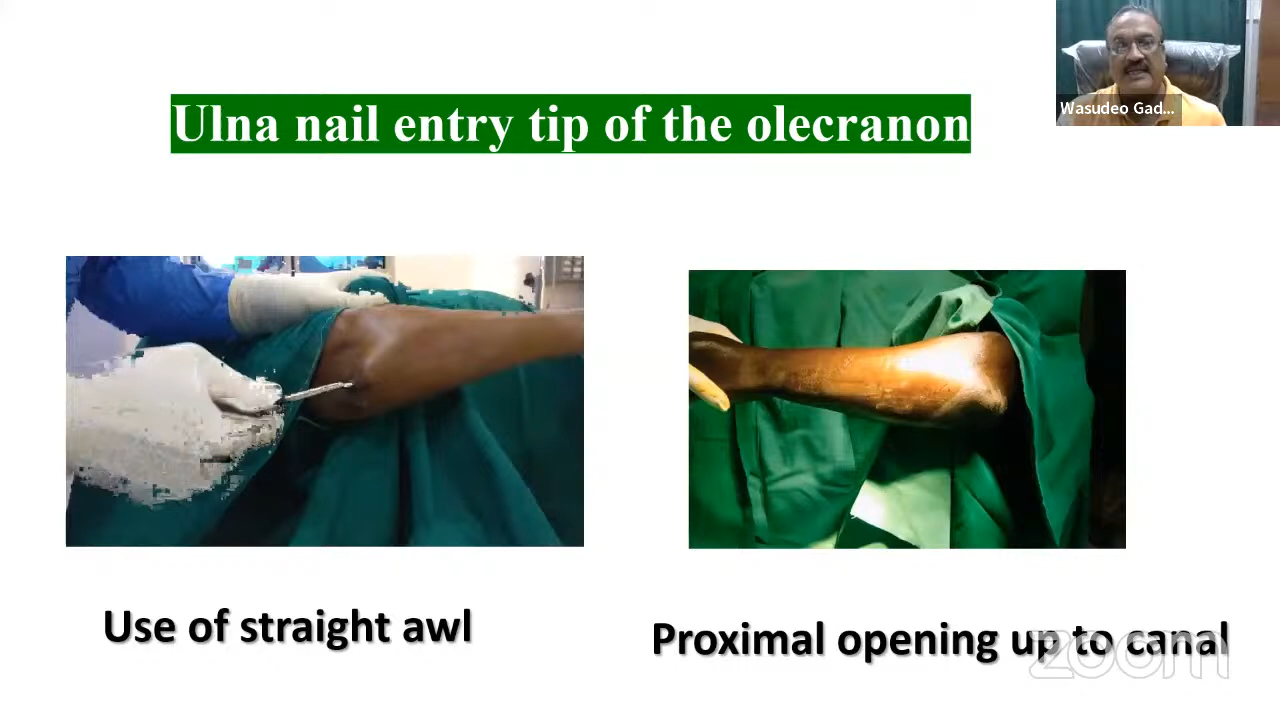 Ulna nail entry tip of the olecranon
Wasudeo Gad...
Use of straight awl
Proximal opening up to canal
zoom